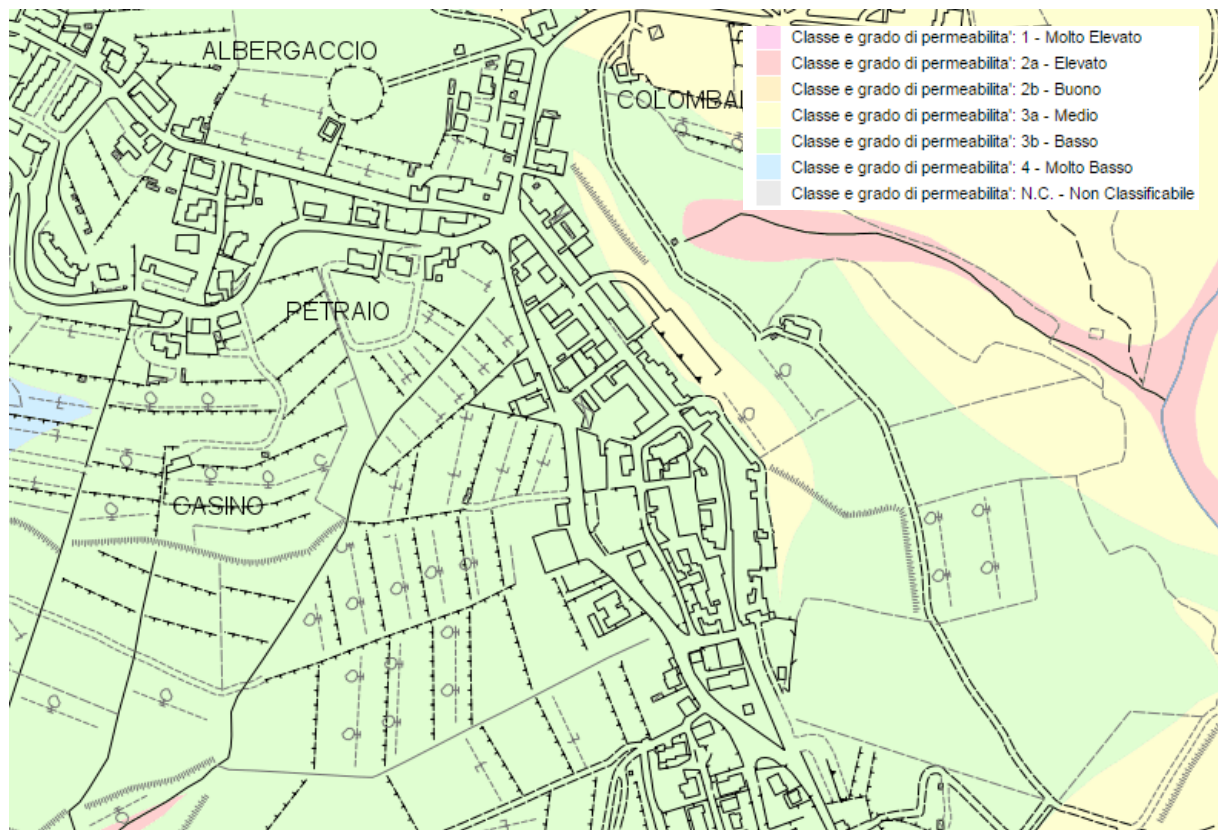 ALBERGACCIO
COLOMBAI
Classe e grado di permeabilita': 1 - Molto Elevato
Classe e grado di permeabilita': 2a - Elevato
Classe e grado di permeabilita': 2b - Buono
Classe e grado di permeabilita': 3a - Medio
Classe e grado di permeabilita': 3b - Basso
Classe e grado di permeabilita': 4 - Molto Basso
Classe e grado di permeabilita': N.C. - Non Classificabile
PETRAIO
CASINO